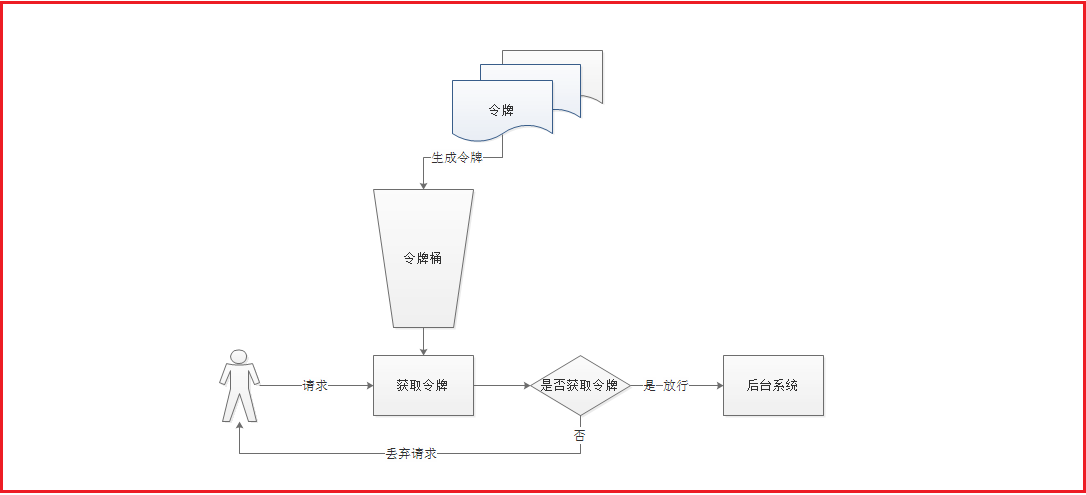 令牌
生成令牌
令牌桶
请求
获取令牌
是否获取令牌
是 放行
后台系统
否
丢弃请求